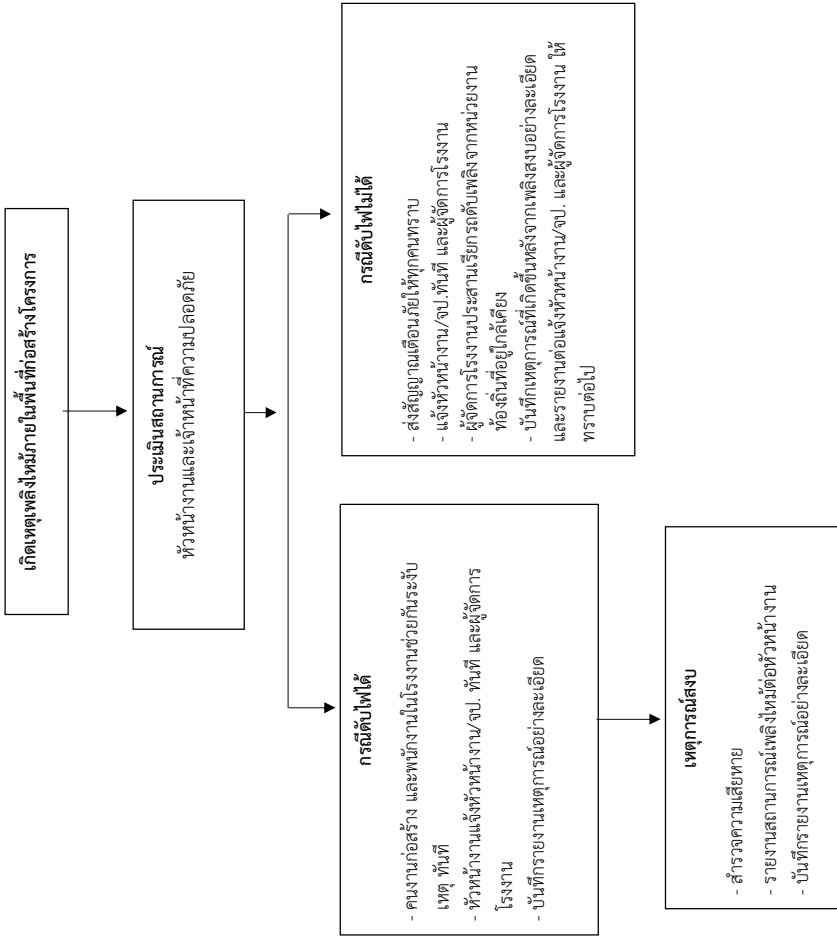 เกิดเหตุเพลิงไหม้ภายในพื้นที่ก่อสร้างโครงการ
ประเมินสถานการณ์
หัวหน้างานและเจ้าหน้าที่ความปลอดภัย
กรณีดับไฟได้
- คนงานก่อสร้าง และพนักงานในโรงงานช่วยกันระงับ
เหตุ ทันที
- หัวหน้างานแจ้งหัวหน้างาน/จป. ทันที และผู้จัดการ
โรงงาน
- บันทึกรายงานเหตุการณ์อย่างละเอียด
กรณีดับไฟไม่ได้
- ส่งสัญญาณเตือนภัยให้ทุกคนทราบ
- แจ้งหัวหน้างาน/จป.ทันที และผู้จัดการโรงงาน
- ผู้จัดการโรงงานประสานเรียกรถดับเพลิงจากหน่วยงาน
ท้องถิ่นที่อยู่ใกล้เคียง
- บันทึกเหตุการณ์ที่เกิดขึ้นหลังจากเพลิงสงบอย่างละเอียด
และรายงานต่อแจ้งหัวหน้างาน/จป. และผู้จัดการโรงงาน ให้
ทราบต่อไป
เหตุการณ์สงบ
- สำรวจความเสียหาย
- รายงานสถานการณ์เพลิงไหม้ต่อหัวหน้างาน
- บันทึกรายงานเหตุการณ์อย่างละเอียด